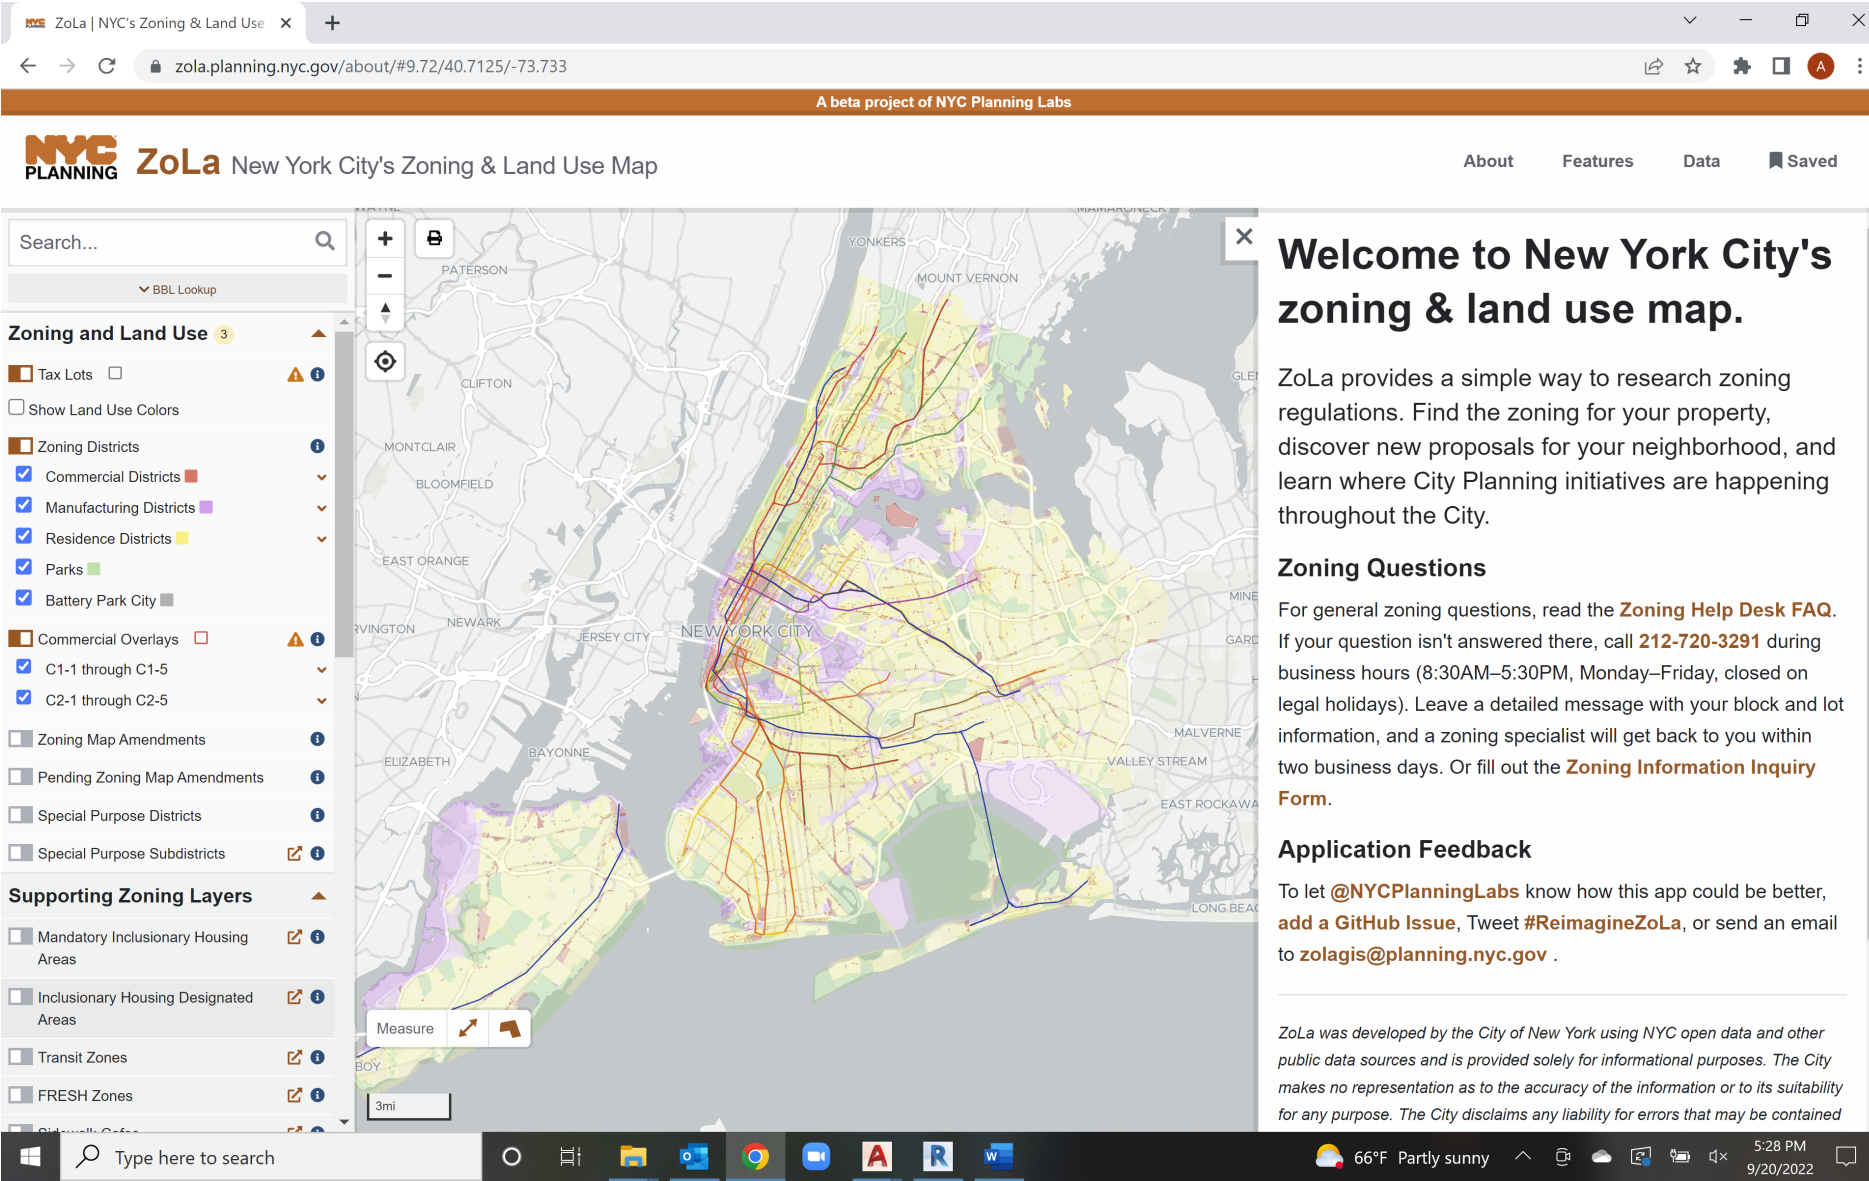 ZoLa | NYC's Zoning & Land Use
zola.planning.nyc.gov/about/#9.72/40.7125/-73.733
A
A beta project of NYC Planning Labs
NYC
PLANNING
ZoLa New York City's Zoning & Land Use Map
About
Features
Data
Saved
Search...
BBL Lookup
Zoning and Land Use 3
Tax Lots
Show Land Use Colors
Zoning Districts
Commercial Districts
Manufacturing Districts
Residence Districts
Parks
Battery Park City
Commercial Overlays
C1-1 through C1-5
C2-1 through C2-5
Zoning Map Amendments
Pending Zoning Map Amendments
Special Purpose Districts
Special Purpose Subdistricts
Supporting Zoning Layers
Mandatory Inclusionary Housing
Areas
Inclusionary Housing Designated
Areas
Transit Zones
FRESH Zones
Sidewalk Cafes
MAMARONECK
YONKERS
PATERSON
MOUNT VERNON
GLEN
CLIFTON
MONTCLAIR
BLOOMFIELD
EAST ORANGE
MINE
NEWARK
RVINGTON
JERSEY CITY
NEW YORK CITY
GARD
MALVERNE
BAYONNE
ELIZABETH
VALLEY STREAM
EAST ROCKAWA
LONG BEAC
BOY
Measure
3mi
Welcome to New York City's
zoning & land use map.
ZoLa provides a simple way to research zoning
regulations. Find the zoning for your property,
discover new proposals for your neighborhood, and
learn where City Planning initiatives are happening
throughout the City.
Zoning Questions
For general zoning questions, read the Zoning Help Desk FAQ.
If your question isn't answered there, call 212-720-3291 during
business hours (8:30AM–5:30PM, Monday–Friday, closed on
legal holidays). Leave a detailed message with your block and lot
information, and a zoning specialist will get back to you within
two business days. Or fill out the Zoning Information Inquiry
Form.
Application Feedback
To let @NYCPlanningLabs know how this app could be better,
add a GitHub Issue, Tweet #ReimagineZoLa, or send an email
to zolagis@planning.nyc.gov .
ZoLa was developed by the City of New York using NYC open data and other
public data sources and is provided solely for informational purposes. The City
makes no representation as to the accuracy of the information or to its suitability
for any purpose. The City disclaims any liability for errors that may be contained
Type here to search
66°F Partly sunny
5:28 PM
9/20/2022